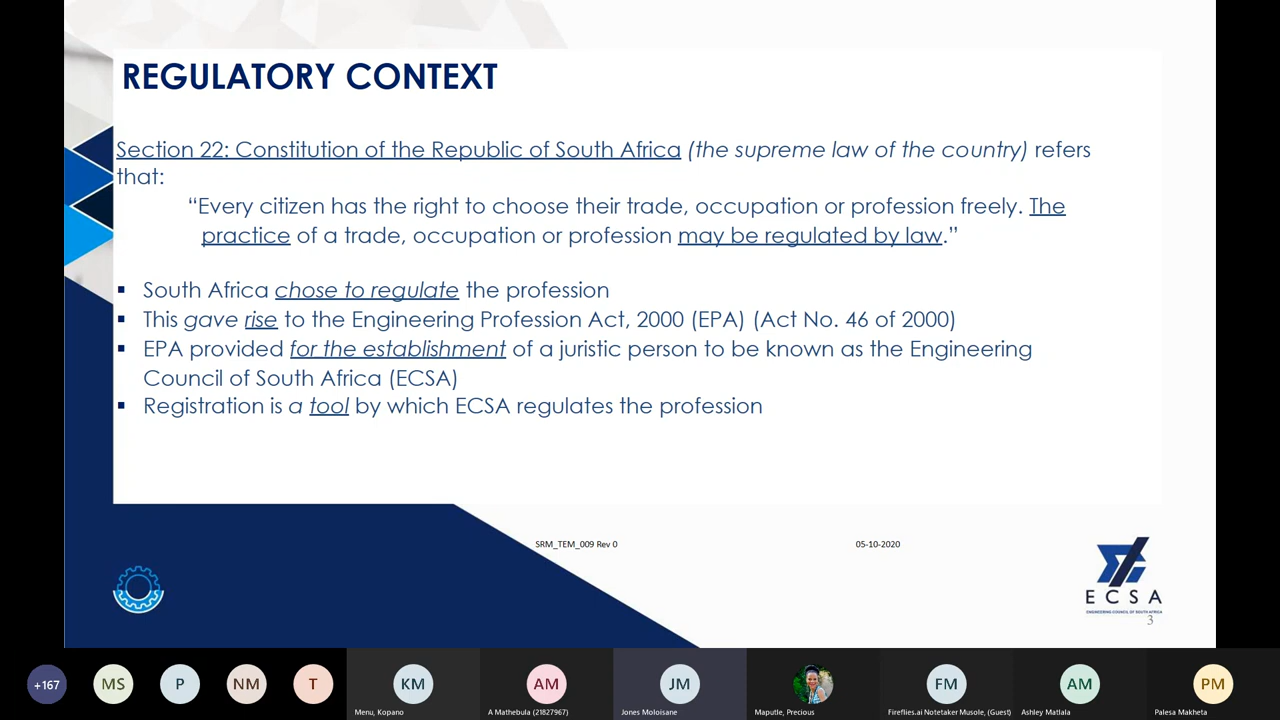 REGULATORY CONTEXT
Section 22: Constitution of the Republic of South Africa (the supreme law of the country) refers
that:
“Every citizen has the right to choose their trade, occupation or profession freely. The
practice of a trade, occupation or profession may be regulated by law.”
▪ South Africa chose to regulate the profession
▪ This gave rise to the Engineering Profession Act, 2000 (EPA) (Act No. 46 of 2000)
▪ EPA provided for the establishment of a juristic person to be known as the Engineering
Council of South Africa (ECSA)
▪ Registration is a tool by which ECSA regulates the profession
SRM_TEM_009 Rev 0
05-10-2020
ECSA
ENGINEERING COUNCIL OF SOUTH AFRICA
3
+167
MS
P
NM
T
KM
AM
JM
FM
AM
PM
Menu, Kopano
A Mathebula (21827967)
Jones Moloisane
Maputle, Precious
Fireflies.ai Notetaker Musole, (Guest)
Ashley Matlala
Palesa Makheta